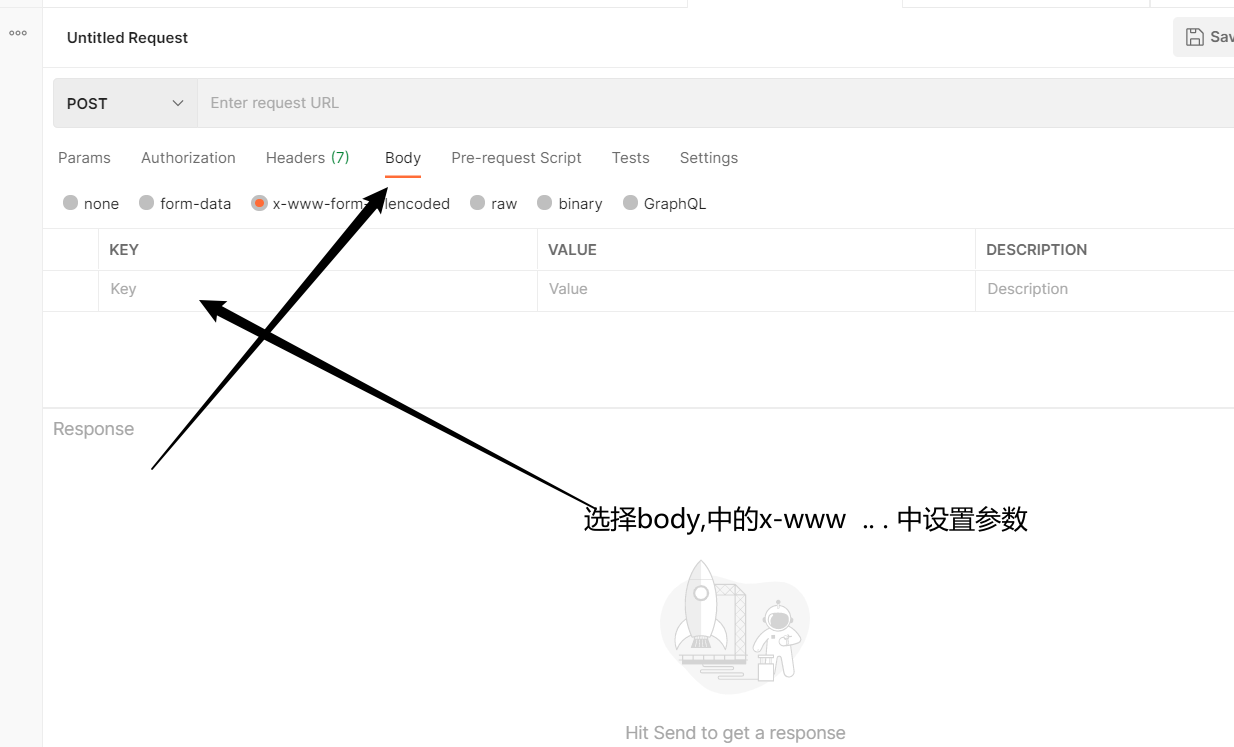 Untitled Request
Sav
POST Enter request URL
Params Authorization Headers (7) Body Pre-request Script Tests Settings
none form-data x-www-form- lencoded raw binary GraphQL
KEY VALUE DESCRIPTION
Key Value Description
Response
选择body,中的x-www .. . 中设置参数
Hit Send to get a response